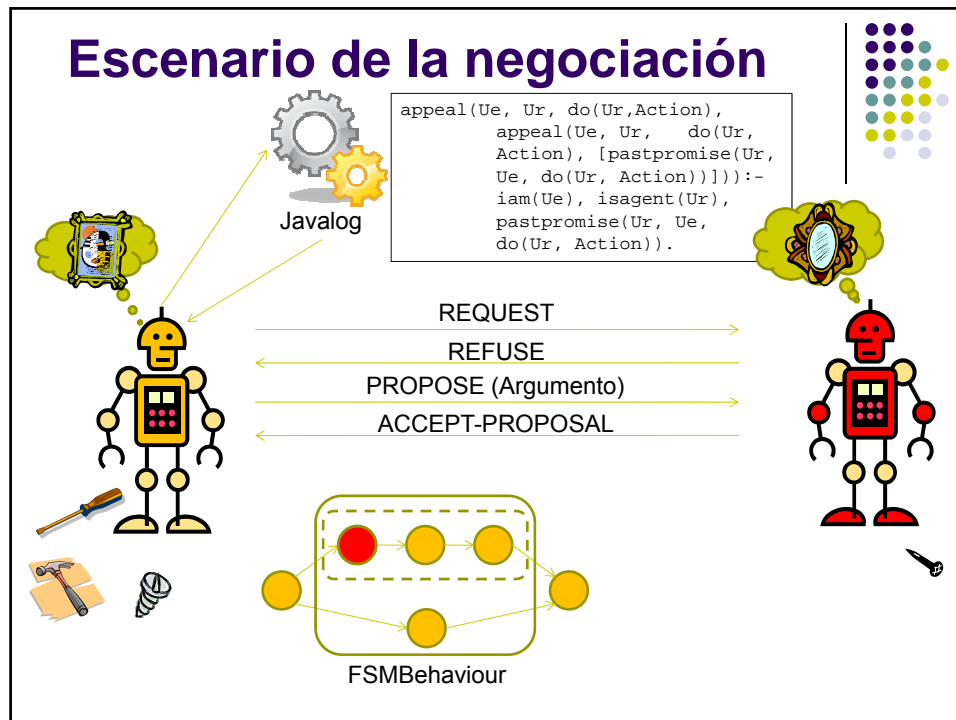 Escenario de la negociación
appeal(Ue, Ur, do(Ur,Action),
appeal(Ue, Ur, do(Ur,
Action), [pastpromise(Ur,
Ue, do(Ur, Action))])):-
iam(Ue), isagent(Ur),
pastpromise(Ur, Ue,
do(Ur, Action)).
Javalog
REQUEST
REFUSE
PROPOSE (Argumento)
ACCEPT-PROPOSAL
FSMBehaviour